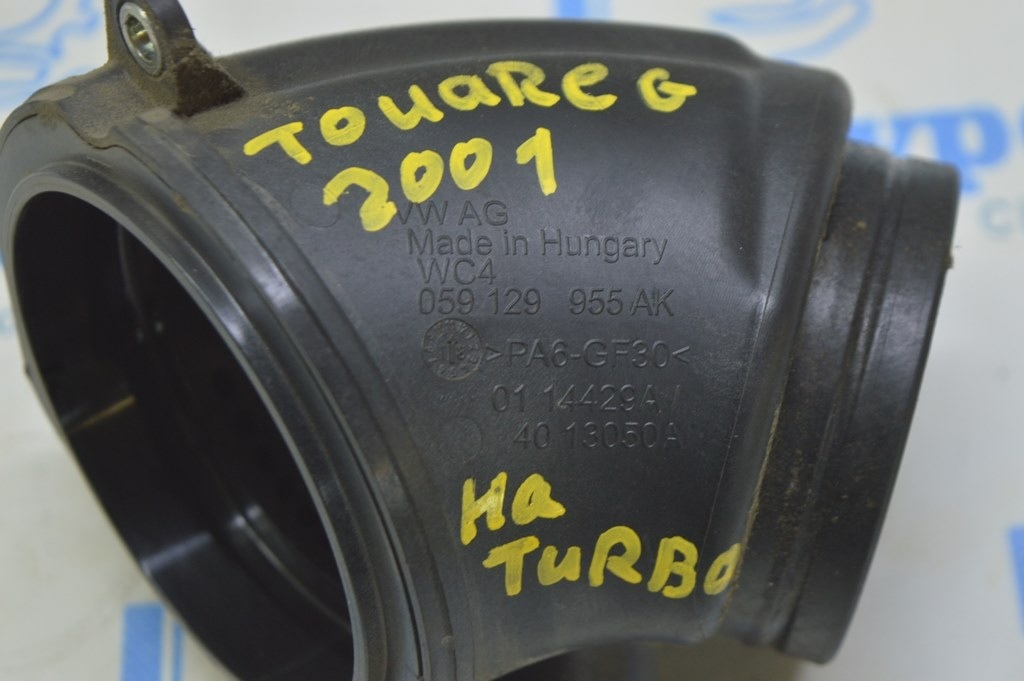 TOUAREG
2001
VW AG
Made in Hungary
WC4
059 129 955 AK
>PA6-GF30<
01 14429A/
40 13050A
на
TURBO